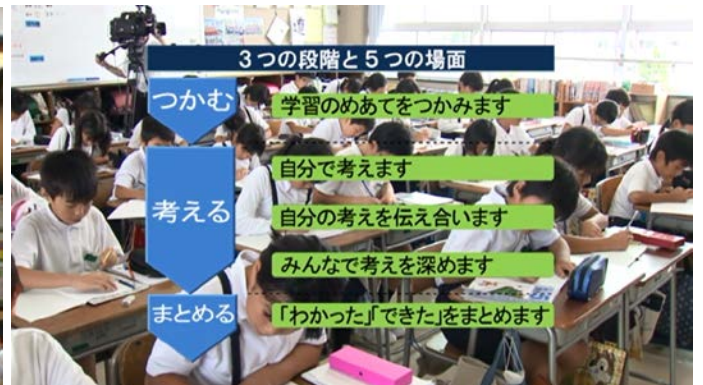 3つの段階と5つの場面
つかむ
学習のめあてをつかみます
考える
自分で考えます
自分の考えを伝え合います
みんなで考えを深めます
まとめる
「わかった」「できた」をまとめます